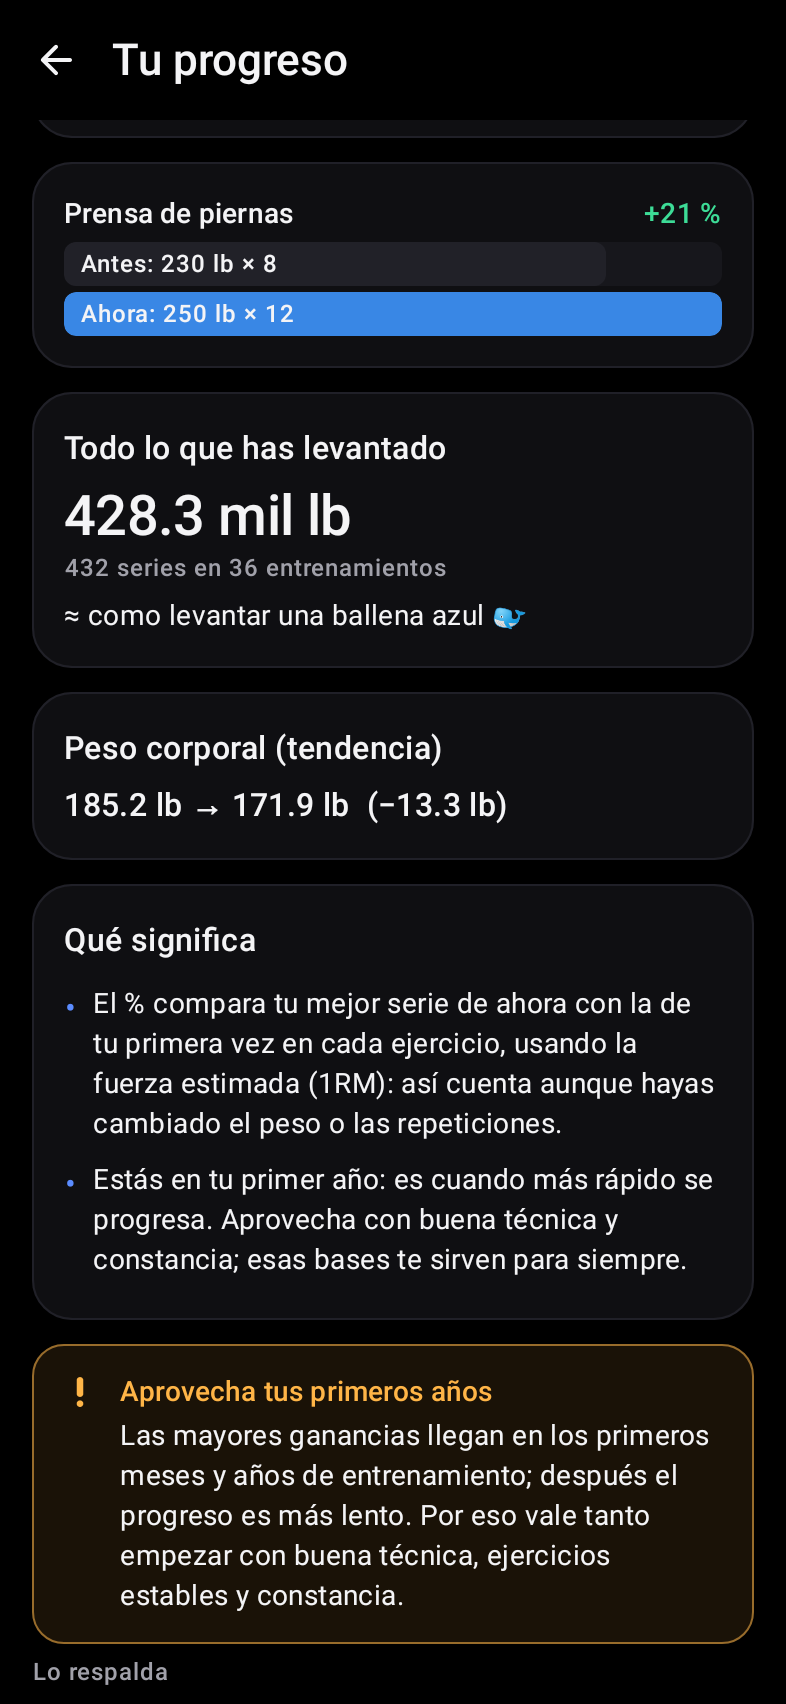 Tu progreso
Prensa de piernas
+21 %
Antes: 230 lb × 8
Ahora: 250 lb × 12
Todo lo que has levantado
428.3 mil lb
432 series en 36 entrenamientos
≈ como levantar una ballena azul 🐳
Peso corporal (tendencia)
185.2 lb → 171.9 lb (−13.3 lb)
Qué significa
• El % compara tu mejor serie de ahora con la de
tu primera vez en cada ejercicio, usando la
fuerza estimada (1RM): así cuenta aunque hayas
cambiado el peso o las repeticiones.
• Estás en tu primer año: es cuando más rápido se
progresa. Aprovecha con buena técnica y
constancia; esas bases te sirven para siempre.
Aprovecha tus primeros años
Las mayores ganancias llegan en los primeros
meses y años de entrenamiento; después el
progreso es más lento. Por eso vale tanto
empezar con buena técnica, ejercicios
estables y constancia.
Lo respalda